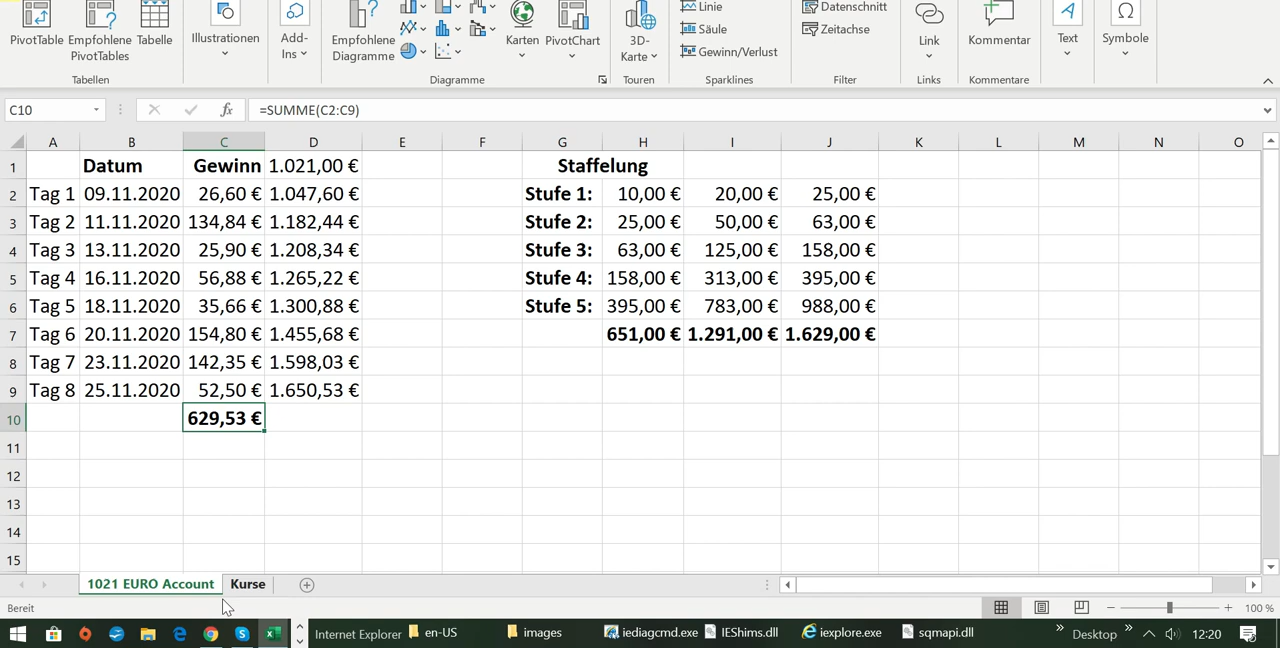 PivotTable Empfohlene PivotTables Tabelle
Tabellen
Illustrationen
Add-Ins
Empfohlene Diagramme
Karten PivotChart
Diagramme
3D-Karte
Touren
Linie
Säule
Gewinn/Verlust
Sparklines
Datenschnitt
Zeitachse
Filter
Link
Links
Kommentar
Kommentare
Text
Ω
Symbole
C10 fx =SUMME(C2:C9)
A B C D E F G H I J K L M N O
1 Datum Gewinn 1.021,00 € Staffelung
2 Tag 1 09.11.2020 26,60 € 1.047,60 € Stufe 1: 10,00 € 20,00 € 25,00 €
3 Tag 2 11.11.2020 134,84 € 1.182,44 € Stufe 2: 25,00 € 50,00 € 63,00 €
4 Tag 3 13.11.2020 25,90 € 1.208,34 € Stufe 3: 63,00 € 125,00 € 158,00 €
5 Tag 4 16.11.2020 56,88 € 1.265,22 € Stufe 4: 158,00 € 313,00 € 395,00 €
6 Tag 5 18.11.2020 35,66 € 1.300,88 € Stufe 5: 395,00 € 783,00 € 988,00 €
7 Tag 6 20.11.2020 154,80 € 1.455,68 € 651,00 € 1.291,00 € 1.629,00 €
8 Tag 7 23.11.2020 142,35 € 1.598,03 €
9 Tag 8 25.11.2020 52,50 € 1.650,53 €
10 629,53 €
11
12
13
14
15
1021 EURO Account Kurse
Bereit 100 %
Internet Explorer en-US images iediagcmd.exe IEShims.dll iexplore.exe sqmapi.dll Desktop 12:20